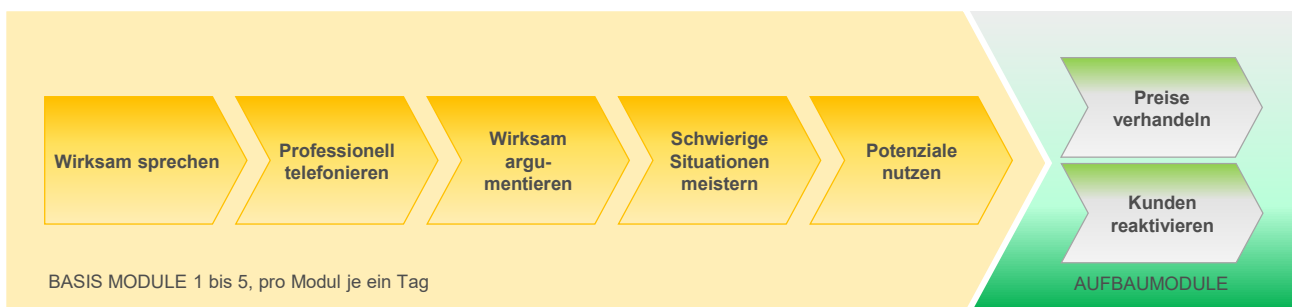 Wirksam sprechen
Professionell
telefonieren
Wirksam
argu-
mentieren
Schwierige
Situationen
meistern
Potenziale
nutzen
Preise
verhandeln
Kunden
reaktivieren
BASIS MODULE 1 bis 5, pro Modul je ein Tag
AUFBAUMODULE